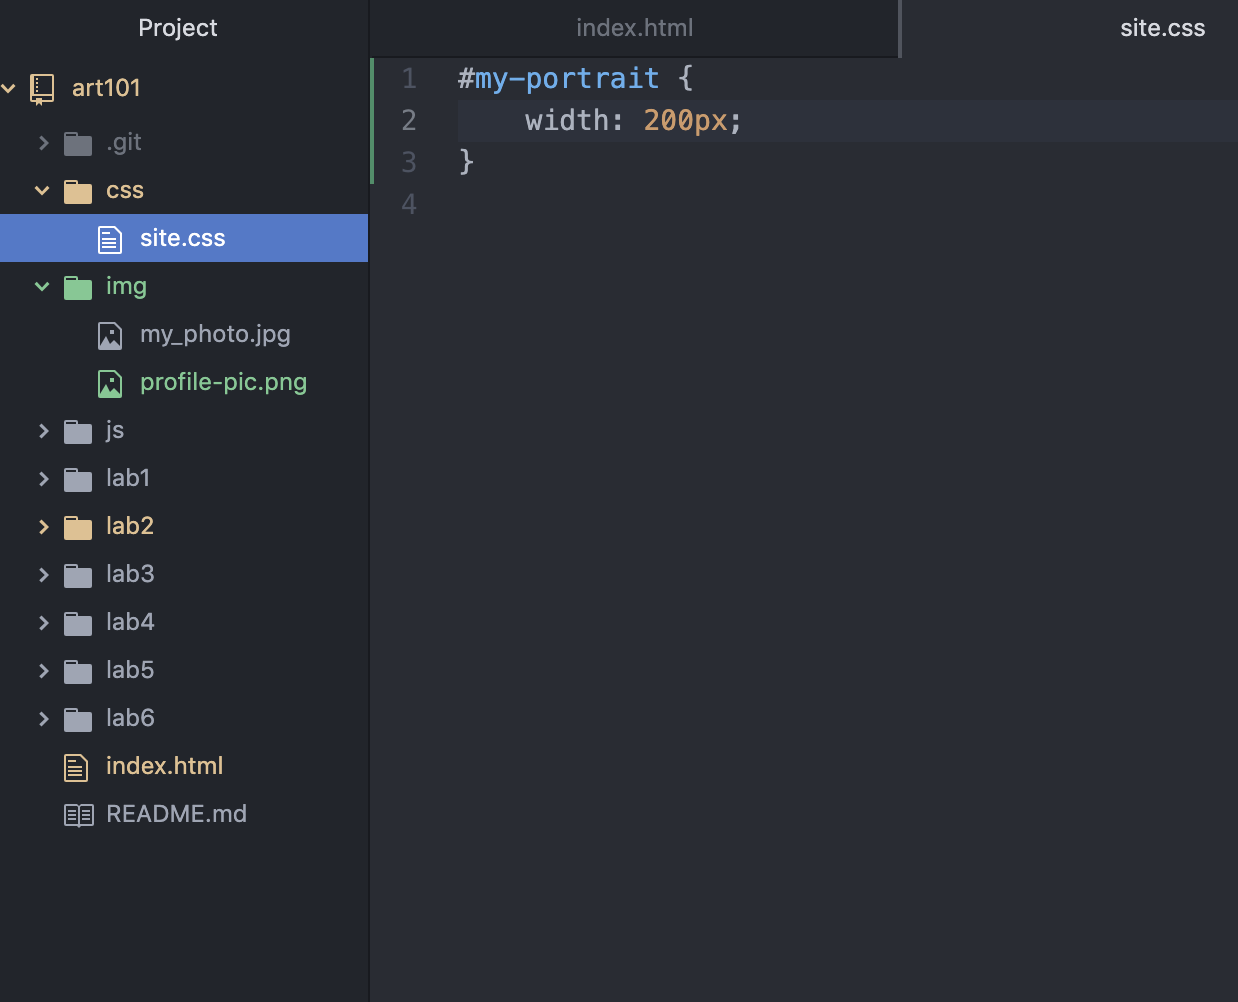 Project
art101
.git
css
site.css
img
my_photo.jpg
profile-pic.png
js
lab1
lab2
lab3
lab4
lab5
lab6
index.html
README.md
index.html
site.css
1 #my-portrait {
2     width: 200px;
3 }
4